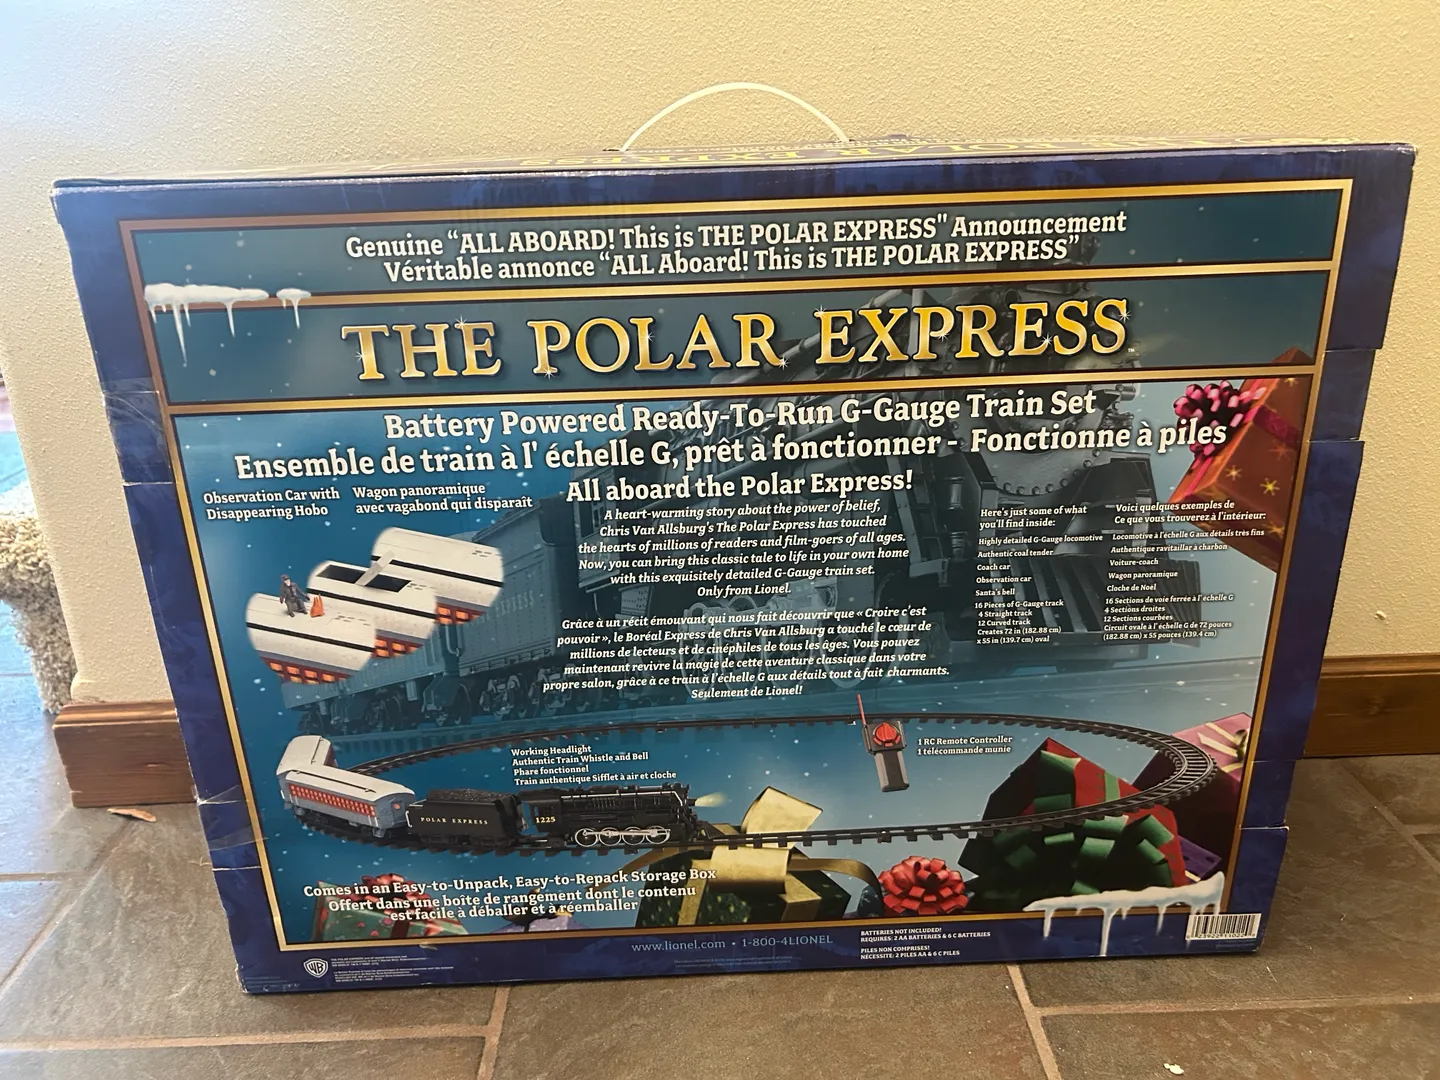 THE POLAR EXPRESS
Genuine “ALL ABOARD! This is THE POLAR EXPRESS" Announcement
Véritable annonce “ALL Aboard! This is THE POLAR EXPRESS”
THE POLAR EXPRESS
Battery Powered Ready-To-Run G-Gauge Train Set
Ensemble de train à l' échelle G, prêt à fonctionner - Fonctionne à piles
Observation Car with
Disappearing Hobo
Wagon panoramique
avec vagabond qui disparaît
All aboard the Polar Express!
A heart-warming story about the power of belief,
Chris Van Allsburg's The Polar Express has touched
the hearts of millions of readers and film-goers of all ages.
Now, you can bring this classic tale to life in your own home
with this exquisitely detailed G-Gauge train set.
Only from Lionel.
Grâce à un récit émouvant qui nous fait découvrir que « Croire c'est
pouvoir », le Boréal Express de Chris Van Allsburg a touché le cœur de
millions de lecteurs et de cinéphiles de tous les âges. Vous pouvez
maintenant revivre la magie de cette aventure classique dans votre
propre salon, grâce à ce train à l'échelle G aux détails tout à fait charmants.
Seulement de Lionel!
Here's just some of what
you'll find inside:
Highly detailed G-Gauge locomotive
Authentic coal tender
Coach car
Observation car
Santa's bell
16 Pieces of G-Gauge track
4 Straight track
12 Curved track
Creates 72 in (182.88 cm)
x 55 in (139.7 cm) oval
Voici quelques exemples de
Ce que vous trouverez à l'intérieur:
Locomotive à l'échelle G aux détails très fins
Authentique ravitaillar à charbon
Voiture-coach
Wagon paroramique
Cloche de Noël
16 Sections de voie ferrée à l' échelle G
4 Sections droites
12 Sections courbées
Circuit ovale à l' échelle G de 72 pouces
(182.88 cm) x 55 pouces (139.4 cm)
Working Headlight
Authentic Train Whistle and Bell
Phare fonctionnel
Train authentique Sifflet à air et cloche
1 RC Remote Controller
1 télécommande munie
POLAR EXPRESS
1225
Comes in an Easy-to-Unpack, Easy-to-Repack Storage Box
Offert dans une boîte de rangement dont le contenu
est facile à déballer et à réemballer
www.lionel.com • 1-800-4LIONEL
BATTERIES NOT INCLUDED!
REQUIRES: 2 AA BATTERIES & 6 C BATTERIES
PILES NON COMPRISES!
NÉCESSITE: 2 PILES AA & 6 C PILES
WB